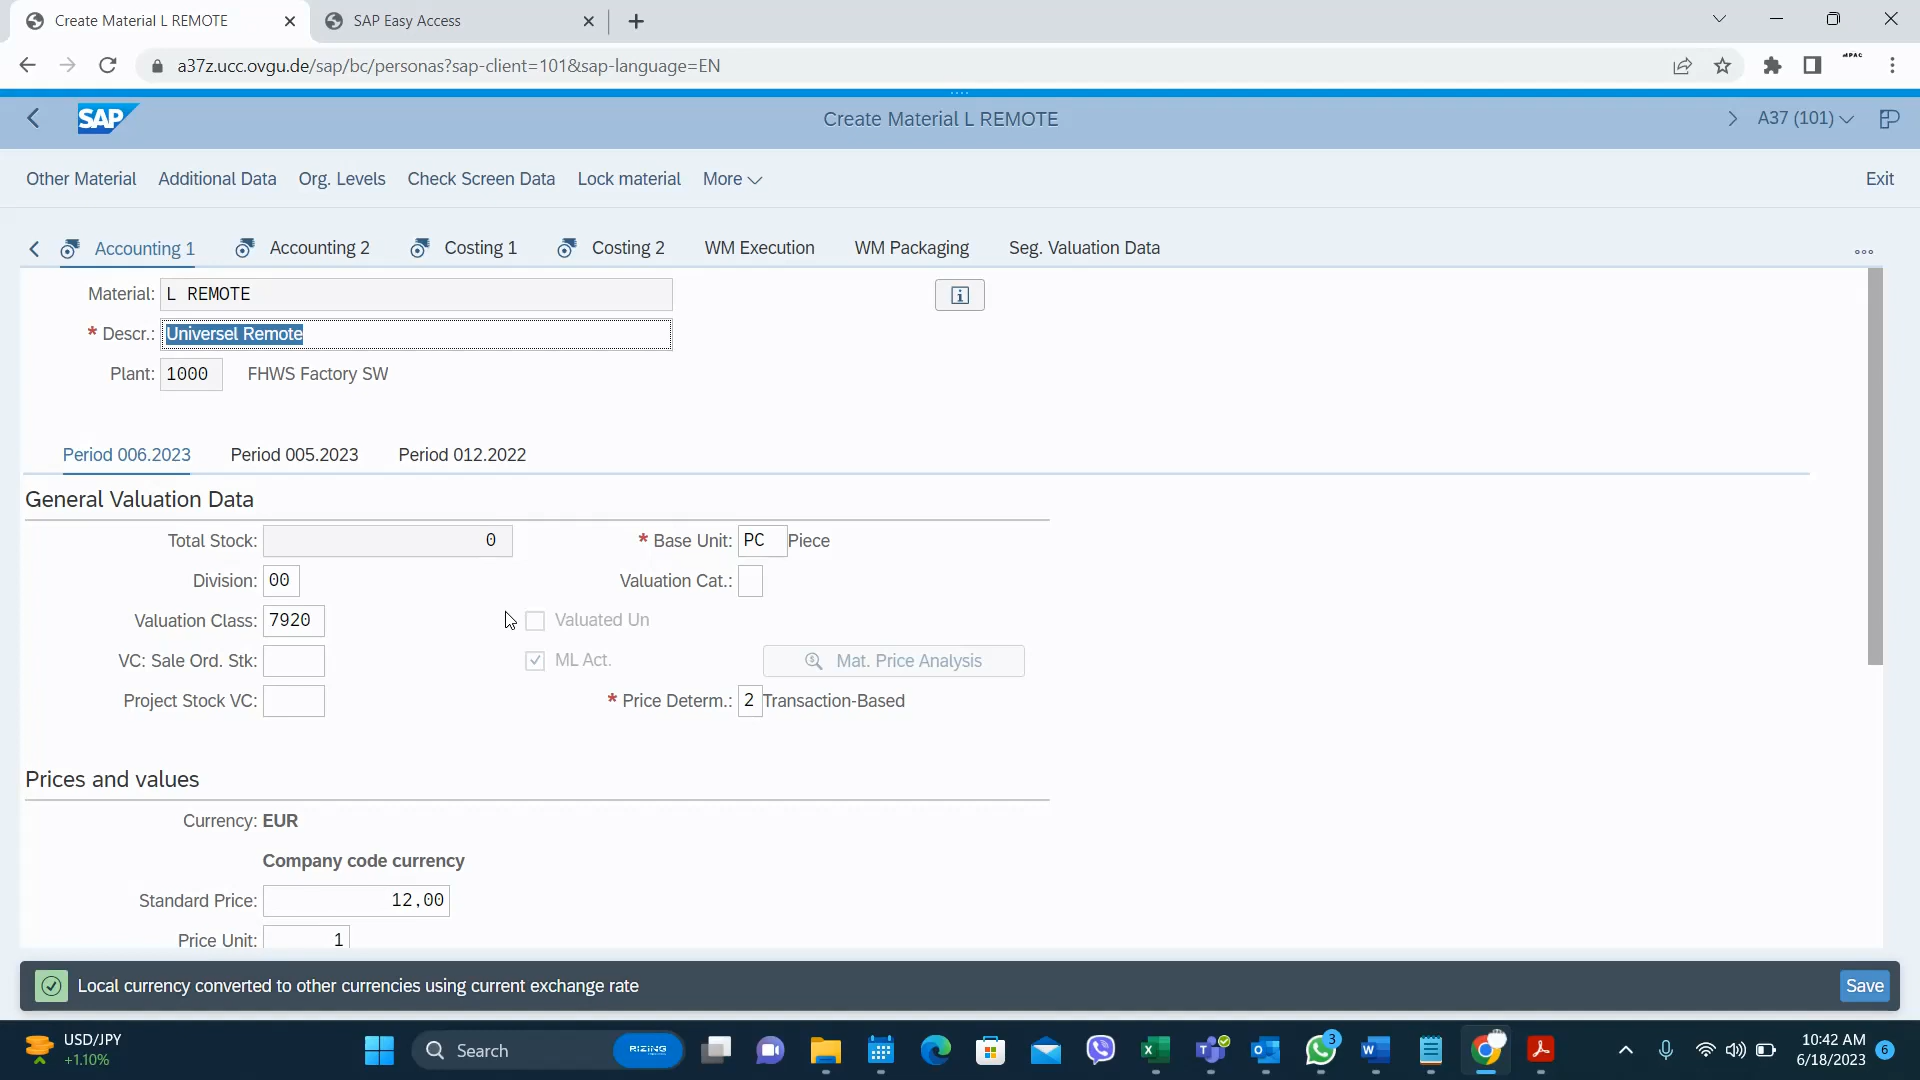 Create Material L REMOTE
SAP Easy Access
a37z.ucc.ovgu.de/sap/bc/personas?sap-client=101&sap-language=EN
SAP
Create Material L REMOTE
A37 (101)
Other Material Additional Data Org. Levels Check Screen Data Lock material More Exit
Accounting 1 Accounting 2 Costing 1 Costing 2 WM Execution WM Packaging Seg. Valuation Data
Material: L REMOTE
* Descr.: Universel Remote
Plant: 1000 FHWS Factory SW
Period 006.2023 Period 005.2023 Period 012.2022
General Valuation Data
Total Stock: 0 * Base Unit: PC Piece
Division: 00 Valuation Cat.:
Valuation Class: 7920 Valuated Un
VC: Sale Ord. Stk: ML Act. Mat. Price Analysis
Project Stock VC: * Price Determ.: 2 Transaction-Based
Prices and values
Currency: EUR
Company code currency
Standard Price: 12,00
Price Unit: 1
Local currency converted to other currencies using current exchange rate Save
USD/JPY
+1.10%
Search
RIZING
3
10:42 AM
6/18/2023
6